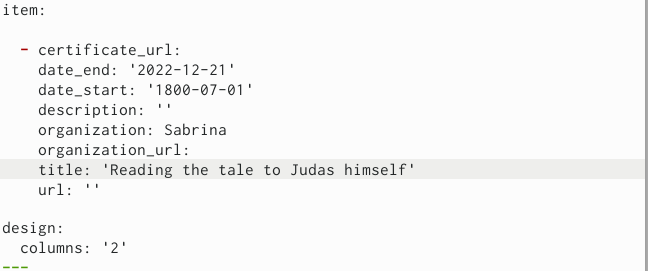 item:
- certificate_url:
date_end: '2022-12-21'
date_start: '1800-07-01'
description: ''
organization: Sabrina
organization_url:
title: 'Reading the tale to Judas himself'
url: ''
design:
columns: '2'
---